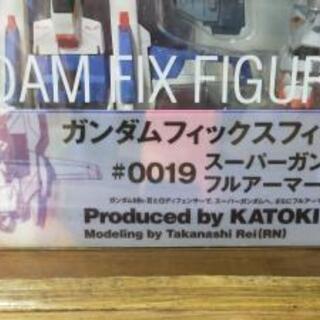 DAM FIX FIGUR
ガンダムフィックスフィ
#0019 スーパーガン
フルアーマー
Produced by KATOKI
Modeling by Takanashi Rei(RN)